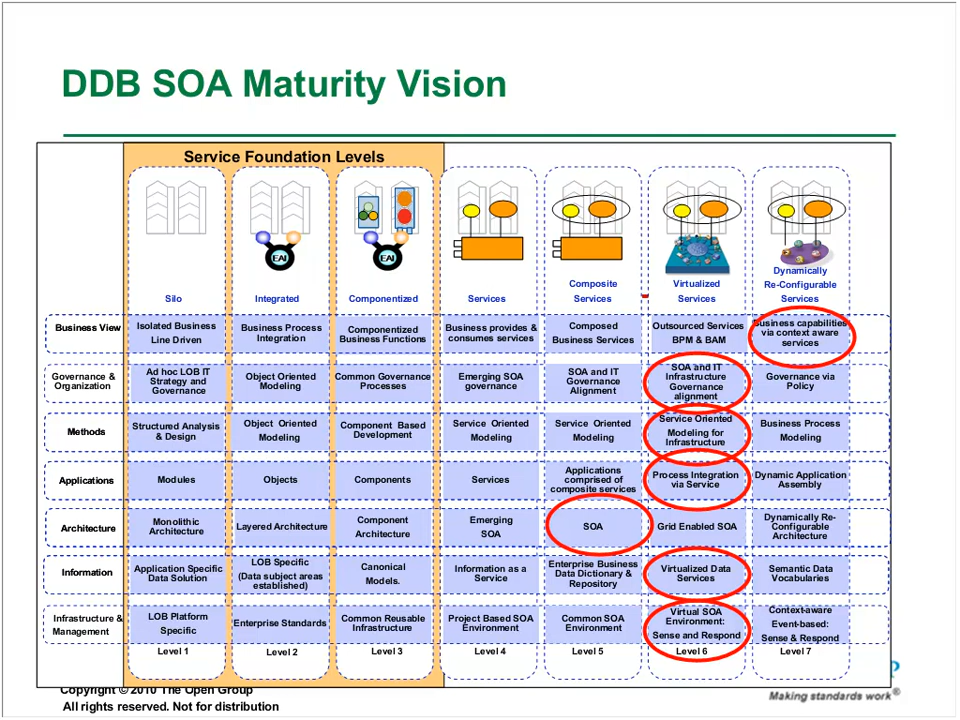 DDB SOA Maturity Vision
Service Foundation Levels
EAI
EAI
Silo
Integrated
Componentized
Services
Composite
Services
Virtualized
Services
Dynamically
Re-Configurable
Services
Business View
Isolated Business
Line Driven
Business Process
Integration
Componentized
Business Functions
Business provides &
consumes services
Composed
Business Services
Outsourced Services
BPM & BAM
Business capabilities
via context aware
services
Governance &
Organization
Ad hoc LOB IT
Strategy and
Governance
Object Oriented
Modeling
Common Governance
Processes
Emerging SOA
governance
SOA and IT
Governance
Alignment
SOA and IT
Infrastructure
Governance
alignment
Governance via
Policy
Methods
Structured Analysis
& Design
Object Oriented
Modeling
Component Based
Development
Service Oriented
Modeling
Service Oriented
Modeling
Service Oriented
Modeling for
Infrastructure
Business Process
Modeling
Applications
Modules
Objects
Components
Services
Applications
comprised of
composite services
Process Integration
via Service
Dynamic Application
Assembly
Architecture
Monolithic
Architecture
Layered Architecture
Component
Architecture
Emerging
SOA
SOA
Grid Enabled SOA
Dynamically Re-
Configurable
Architecture
Information
Application Specific
Data Solution
LOB Specific
(Data subject areas
established)
Canonical
Models.
Information as a
Service
Enterprise Business
Data Dictionary &
Repository
Virtualized Data
Services
Semantic Data
Vocabularies
Infrastructure &
Management
LOB Platform
Specific
Enterprise Standards
Common Reusable
Infrastructure
Project Based SOA
Environment
Common SOA
Environment
Virtual SOA
Environment:
Sense and Respond
Context-aware
Event-based:
Sense & Respond
Level 1
Level 2
Level 3
Level 4
Level 5
Level 6
Level 7
Copyright © 2010 The Open Group
All rights reserved. Not for distribution
Making standards work®